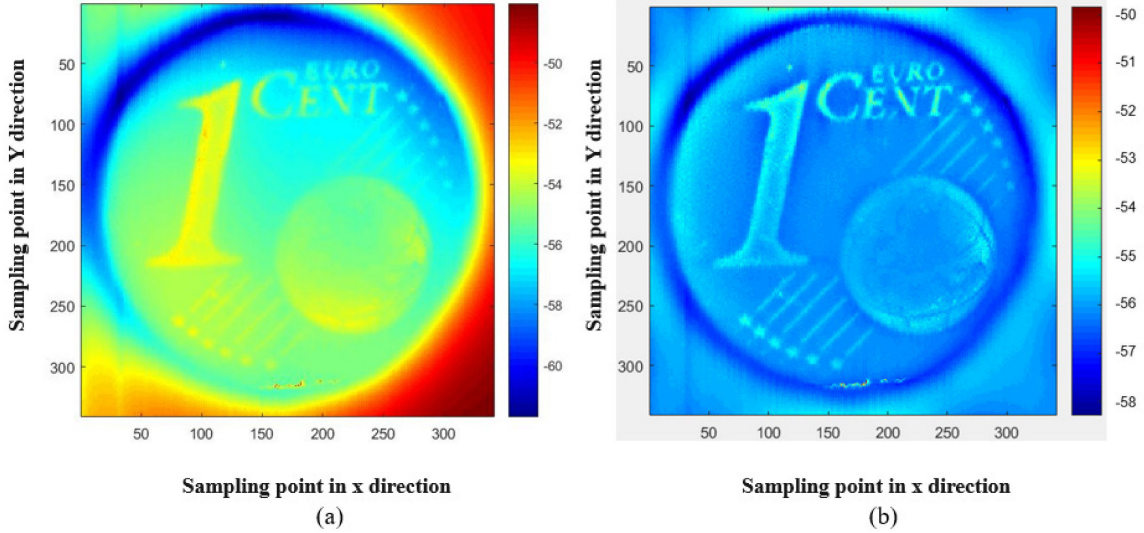 50
100
150
200
250
300
50 100 150 200 250 300
-50
-52
-54
-56
-58
-60
Sampling point in Y direction
Sampling point in x direction
(a)
1 EURO
CENT
50
100
150
200
250
300
50 100 150 200 250 300
-50
-51
-52
-53
-54
-55
-56
-57
-58
Sampling point in Y direction
Sampling point in x direction
(b)
1 EURO
CENT